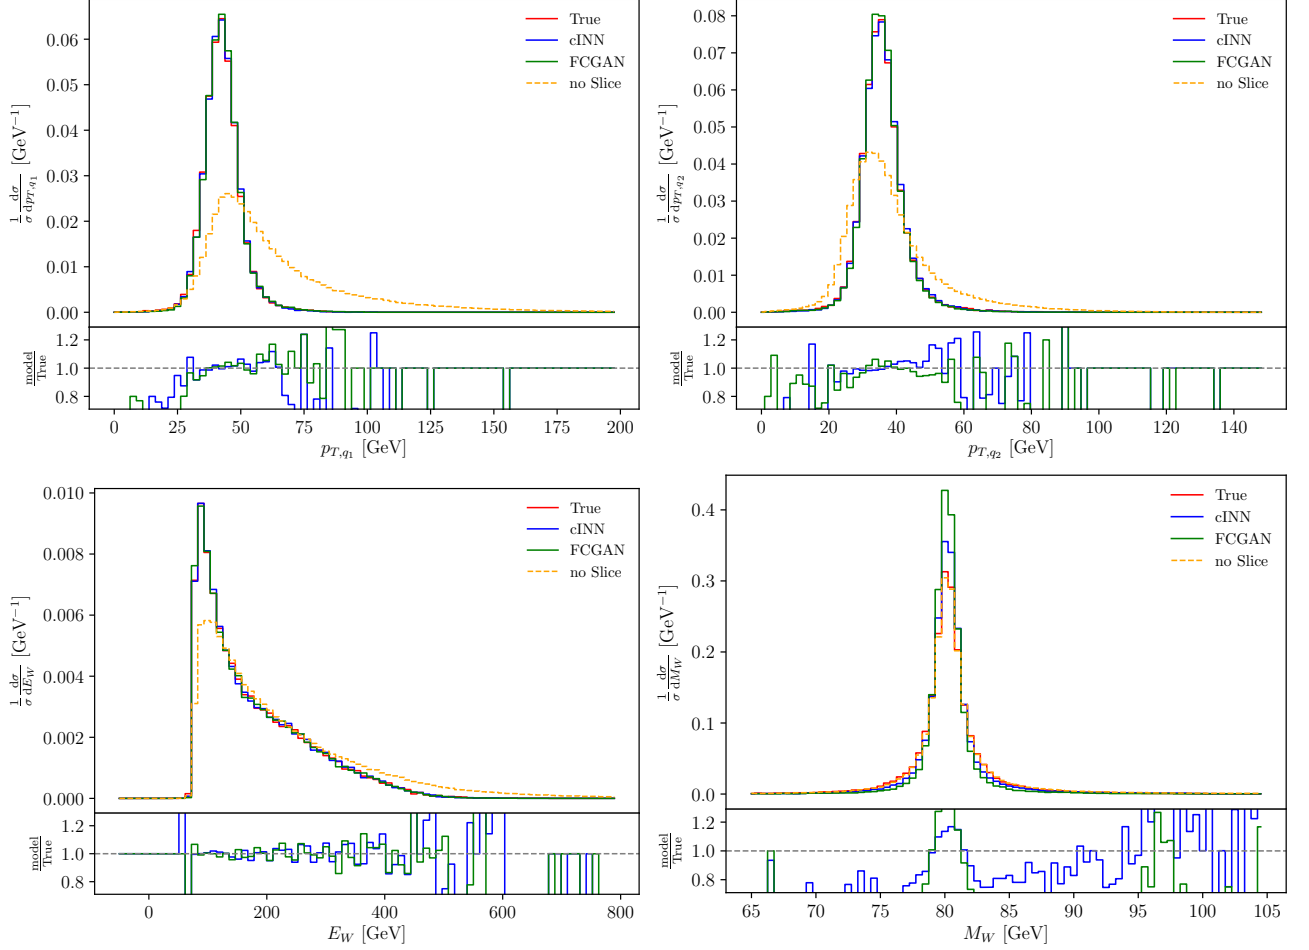 True
cINN
FCGAN
no Slice
0.06
0.05
0.04
0.03
0.02
0.01
0.00
1/σ dσ/dp_{T,q_1} [GeV^{-1}]
1.2
1.0
0.8
model/True
0 25 50 75 100 125 150 175 200
p_{T,q_1} [GeV]
True
cINN
FCGAN
no Slice
0.08
0.07
0.06
0.05
0.04
0.03
0.02
0.01
0.00
1/σ dσ/dp_{T,q_2} [GeV^{-1}]
1.2
1.0
0.8
model/True
0 20 40 60 80 100 120 140
p_{T,q_2} [GeV]
True
cINN
FCGAN
no Slice
0.010
0.008
0.006
0.004
0.002
0.000
1/σ dσ/dE_W [GeV^{-1}]
1.2
1.0
0.8
model/True
0 200 400 600 800
E_W [GeV]
True
cINN
FCGAN
no Slice
0.4
0.3
0.2
0.1
0.0
1/σ dσ/dM_W [GeV^{-1}]
1.2
1.0
0.8
model/True
65 70 75 80 85 90 95 100 105
M_W [GeV]